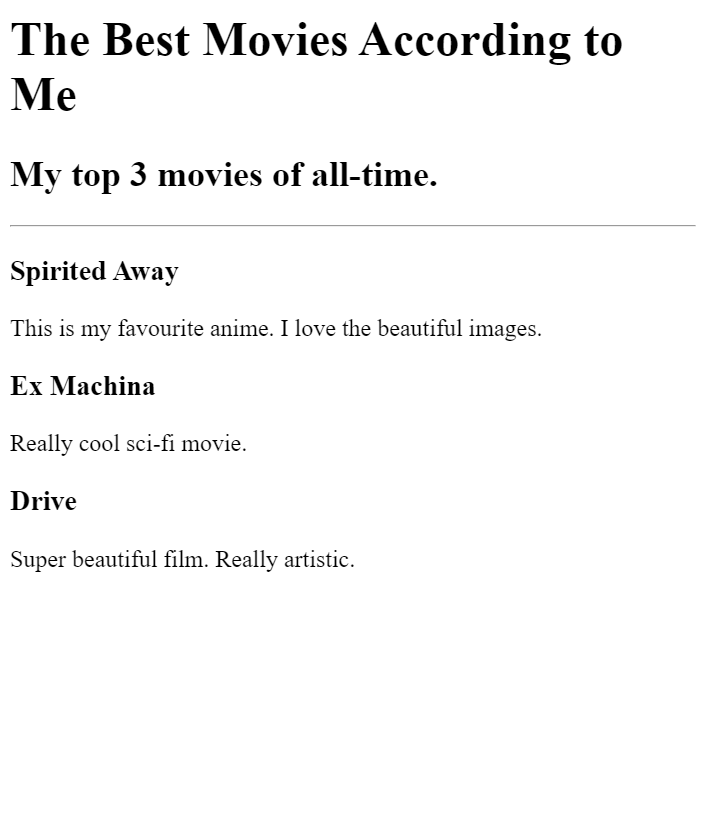 The Best Movies According to
Me
My top 3 movies of all-time.
Spirited Away
This is my favourite anime. I love the beautiful images.
Ex Machina
Really cool sci-fi movie.
Drive
Super beautiful film. Really artistic.